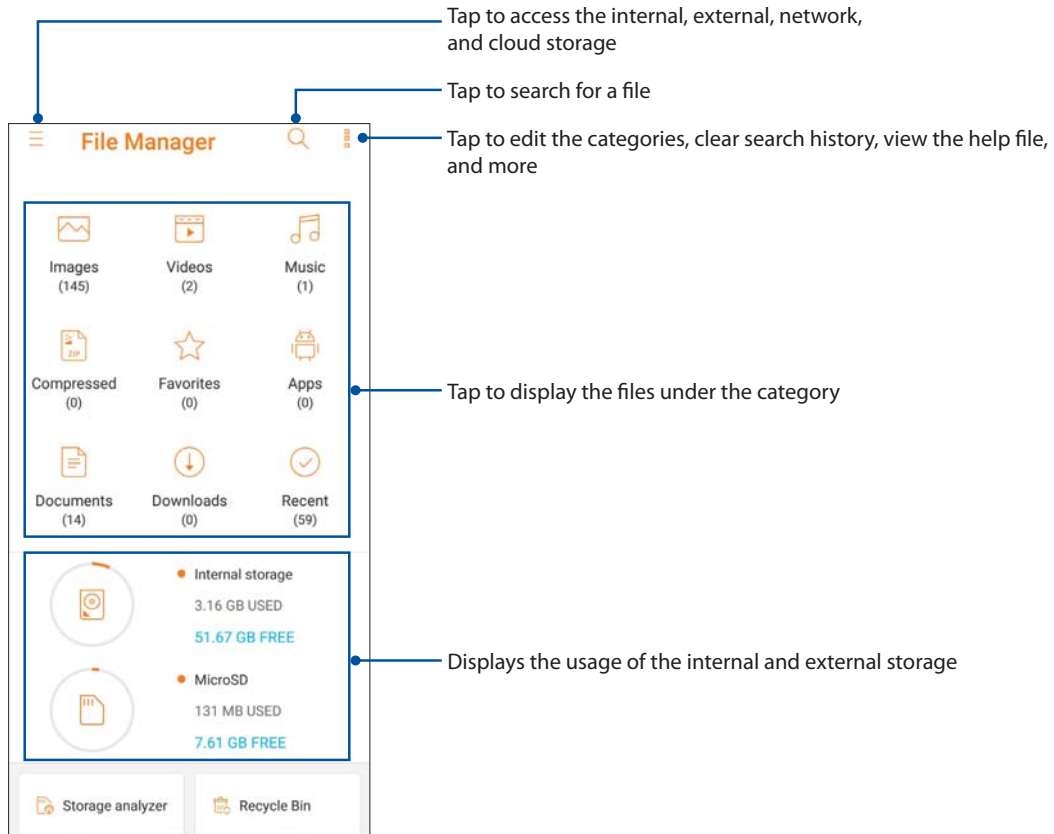 Tap to access the internal, external, network,
and cloud storage
Tap to search for a file
Tap to edit the categories, clear search history, view the help file,
and more
File Manager
Images
(145)
Videos
(2)
Music
(1)
ZIP
Compressed
(0)
Favorites
(0)
Apps
(0)
Tap to display the files under the category
Documents
(14)
Downloads
(0)
Recent
(59)
Internal storage
3.16 GB USED
51.67 GB FREE
Displays the usage of the internal and external storage
MicroSD
131 MB USED
7.61 GB FREE
Storage analyzer
Recycle Bin